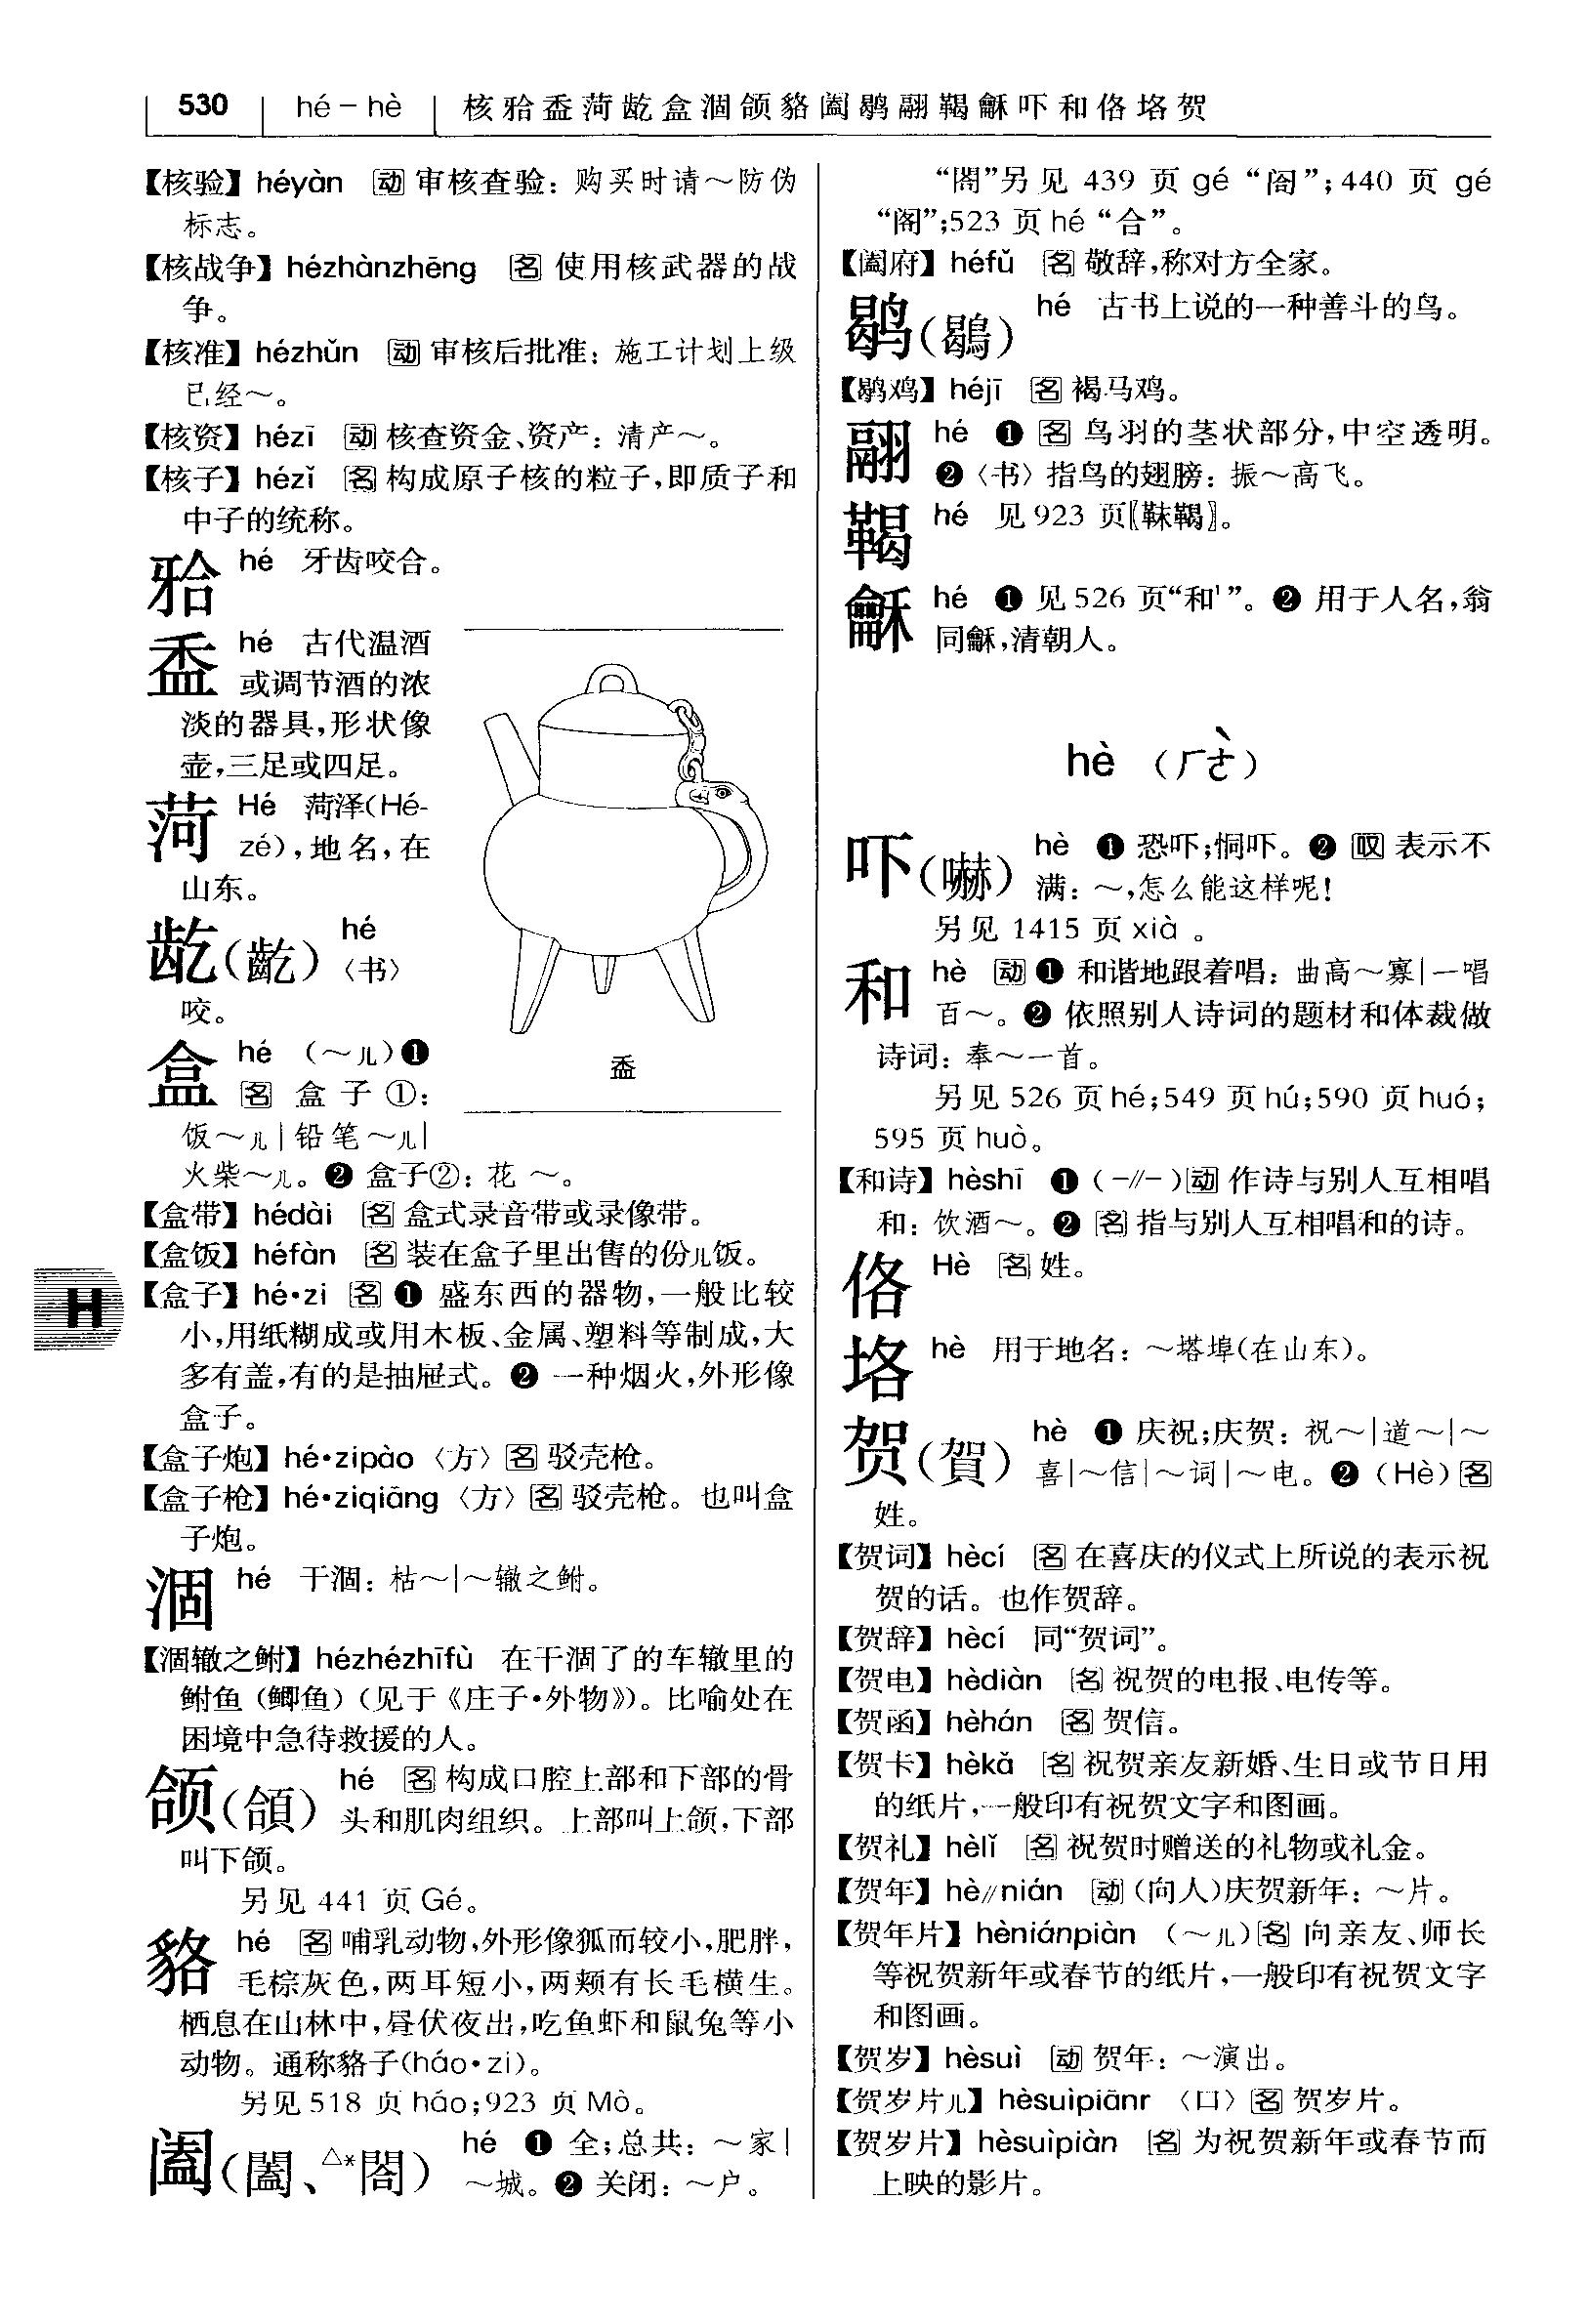 530 hé－hè 核𬌗盉菏龁盒涸颌貉阖鹖翮鞨龢吓和佫垎贺
【核验】héyàn 动 审核查验：购买时请～防伪
标志。
【核战争】hézhànzhēng 名 使用核武器的战
争。
【核准】hézhǔn 动 审核后批准：施工计划上级
已经～。
【核资】hézī 动 核查资金、资产：清产～。
【核子】hézǐ 名 构成原子核的粒子，即质子和
中子的统称。
𬌗 hé 牙齿咬合。
盉 hé 古代温酒
或调节酒的浓
淡的器具，形状像
壶，三足或四足。
菏 Hé 菏泽(Hé-
zé)，地名，在
山东。
龁（齕） hé
〈书〉
咬。
盒 hé （～儿）❶
名 盒子①：
饭～儿｜铅笔～儿｜
火柴～儿。❷ 盒子②：花～。
盉
【盒带】hédài 名 盒式录音带或录像带。
【盒饭】héfàn 名 装在盒子里出售的份儿饭。
【盒子】hé•zi 名 ❶ 盛东西的器物，一般比较
小，用纸糊成或用木板、金属、塑料等制成，大
多有盖，有的是抽屉式。❷ 一种烟火，外形像
盒子。
【盒子炮】hé•zipào 〈方〉名 驳壳枪。
【盒子枪】hé•ziqiāng 〈方〉名 驳壳枪。也叫盒
子炮。
涸 hé 干涸：枯～｜～辙之鲋。
【涸辙之鲋】hézhézhīfù 在干涸了的车辙里的
鲋鱼（鲫鱼）（见于《庄子•外物》）。比喻处在
困境中急待救援的人。
颌（頜） hé 名 构成口腔上部和下部的骨
头和肌肉组织。上部叫上颌，下部
叫下颌。
另见 441 页 Gé。
貉 hé 名 哺乳动物，外形像狐而较小，肥胖，
毛棕灰色，两耳短小，两颊有长毛横生。
栖息在山林中，昼伏夜出，吃鱼虾和鼠兔等小
动物。通称貉子(háo•zi)。
另见 518 页 háo；923 页 Mò。
阖（闔、△*閤） hé ❶ 全；总共：～家｜
～城。❷ 关闭：～户。
“閤”另见 439 页 gé “阁”；440 页 gé
“阁”；523 页 hé “合”。
【阖府】héfǔ 名 敬辞，称对方全家。
鹖（鶡） hé 古书上说的一种善斗的鸟。
【鹖鸡】héjī 名 褐马鸡。
翮 hé ❶ 名 鸟羽的茎状部分，中空透明。
❷〈书〉指鸟的翅膀：振～高飞。
鞨 hé 见 923 页〖靺鞨〗。
龢 hé ❶ 见 526 页“和¹”。❷ 用于人名，翁
同龢，清朝人。
hè （ㄏㄜˋ）
吓（嚇） hè ❶ 恐吓；恫吓。❷ 叹 表示不
满：～，怎么能这样呢！
另见 1415 页 xià 。
和 hè 动 ❶ 和谐地跟着唱：曲高～寡｜一唱
百～。❷ 依照别人诗词的题材和体裁做
诗词：奉～一首。
另见 526 页 hé；549 页 hú；590 页 huó；
595 页 huò。
【和诗】hèshī ❶（－∥－）动 作诗与别人互相唱
和：饮酒～。❷ 名 指与别人互相唱和的诗。
佫 Hè 名 姓。
垎 hè 用于地名：～塔埠(在山东)。
贺（賀） hè ❶ 庆祝；庆贺：祝～｜道～｜～
喜｜～信｜～词｜～电。❷（Hè）名
姓。
【贺词】hècí 名 在喜庆的仪式上所说的表示祝
贺的话。也作贺辞。
【贺辞】hècí 同“贺词”。
【贺电】hèdiàn 名 祝贺的电报、电传等。
【贺函】hèhán 名 贺信。
【贺卡】hèkǎ 名 祝贺亲友新婚、生日或节日用
的纸片，一般印有祝贺文字和图画。
【贺礼】hèlǐ 名 祝贺时赠送的礼物或礼金。
【贺年】hè∥nián 动（向人）庆贺新年：～片。
【贺年片】hèniánpiàn （～儿）名 向亲友、师长
等祝贺新年或春节的纸片，一般印有祝贺文字
和图画。
【贺岁】hèsuì 动 贺年：～演出。
【贺岁片儿】hèsuìpiānr 〈口〉名 贺岁片。
【贺岁片】hèsuìpiàn 名 为祝贺新年或春节而
上映的影片。
H